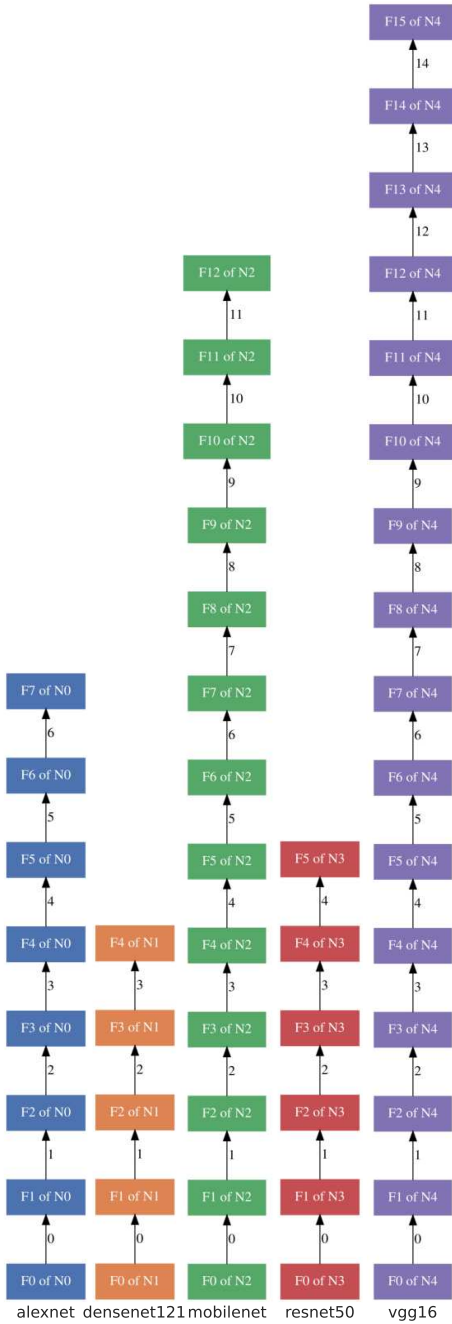 F15 of N4
14
F14 of N4
13
F13 of N4
12
F12 of N2 F12 of N4
11 11
F11 of N2 F11 of N4
10 10
F10 of N2 F10 of N4
9 9
F9 of N2 F9 of N4
8 8
F8 of N2 F8 of N4
7 7
F7 of N0 F7 of N2 F7 of N4
6 6 6
F6 of N0 F6 of N2 F6 of N4
5 5 5
F5 of N0 F5 of N2 F5 of N3 F5 of N4
4 4 4 4
F4 of N0 F4 of N1 F4 of N2 F4 of N3 F4 of N4
3 3 3 3 3
F3 of N0 F3 of N1 F3 of N2 F3 of N3 F3 of N4
2 2 2 2 2
F2 of N0 F2 of N1 F2 of N2 F2 of N3 F2 of N4
1 1 1 1 1
F1 of N0 F1 of N1 F1 of N2 F1 of N3 F1 of N4
0 0 0 0 0
F0 of N0 F0 of N1 F0 of N2 F0 of N3 F0 of N4
alexnet densenet121 mobilenet resnet50 vgg16